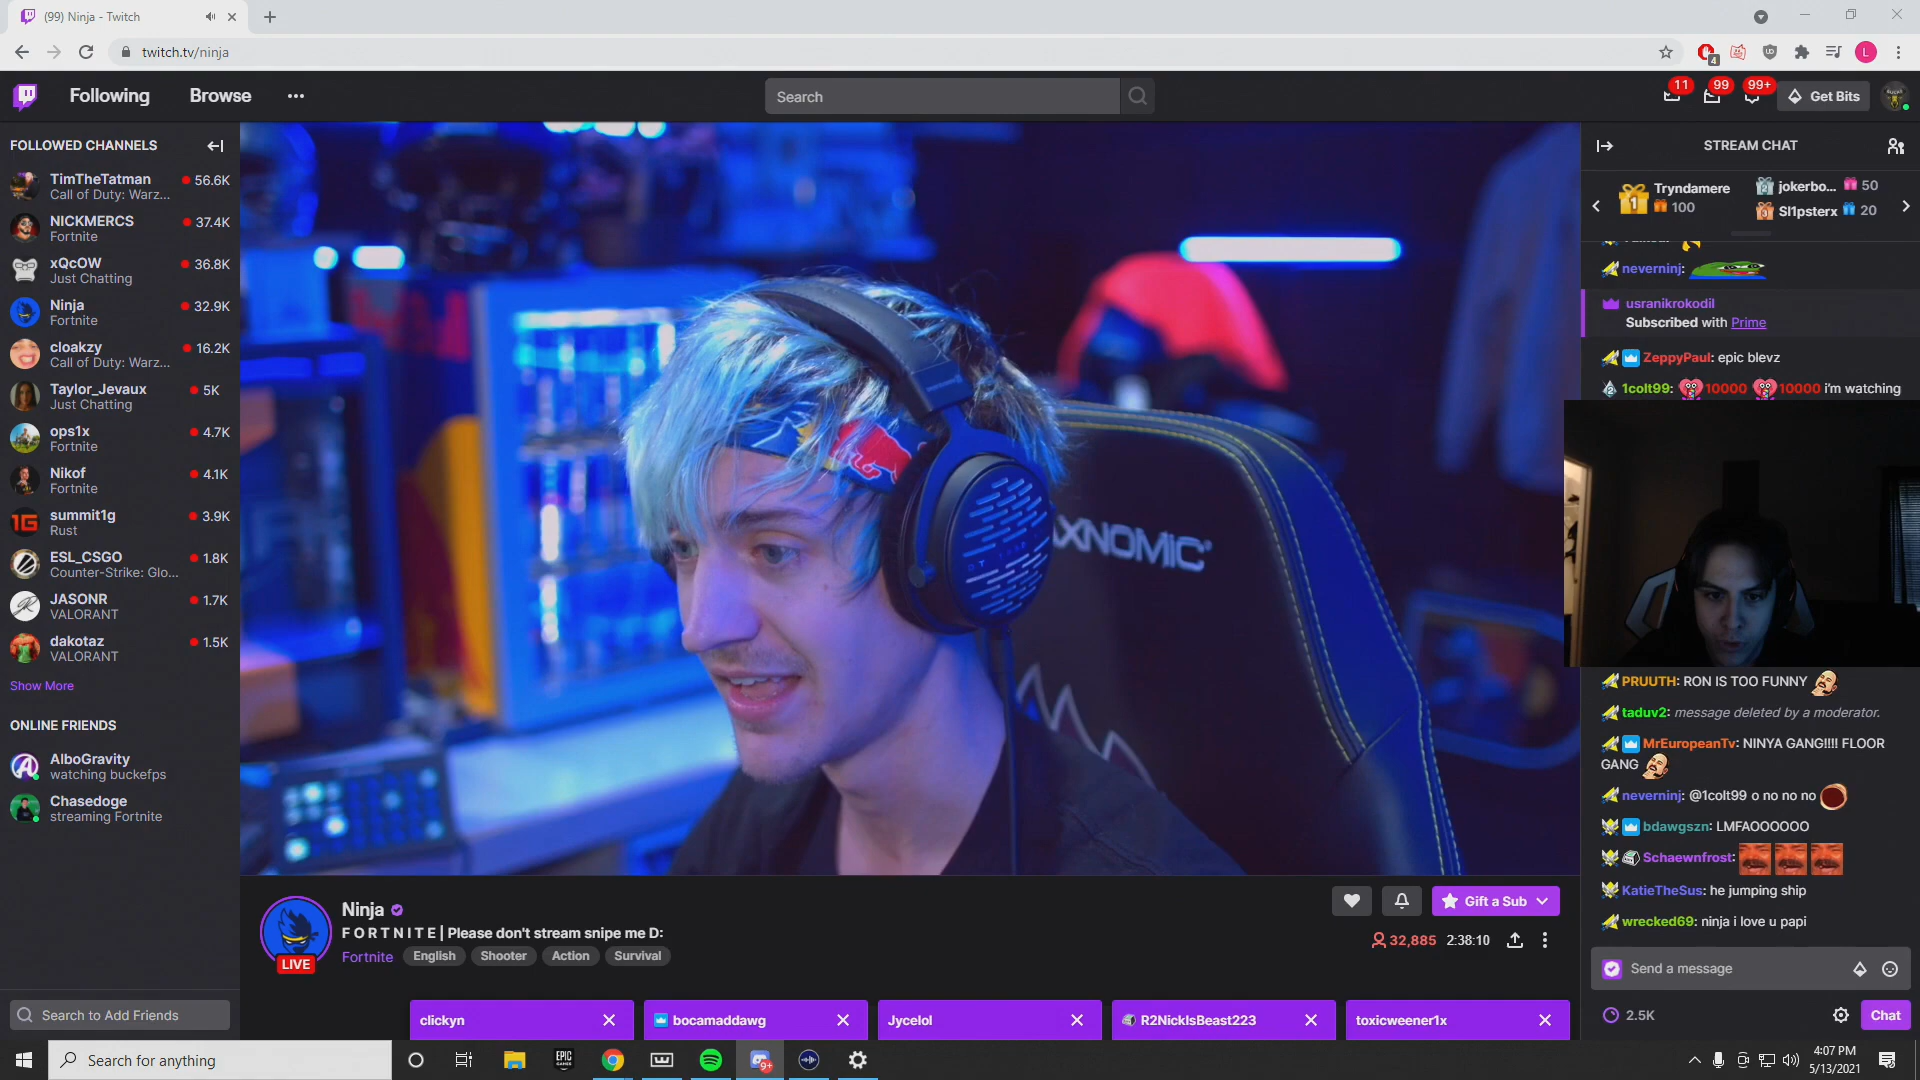 (99) Ninja - Twitch
twitch.tv/ninja
4
L
Following
Browse
Search
11
99
99+
Get Bits
FOLLOWED CHANNELS
TimTheTatman
56.6K
Call of Duty: Warz...
NICKMERCS
37.4K
Fortnite
xQcOW
36.8K
Just Chatting
Ninja
32.9K
Fortnite
cloakzy
16.2K
Call of Duty: Warz...
Taylor_Jevaux
5K
Just Chatting
ops1x
4.7K
Fortnite
Nikof
4.1K
Fortnite
1G
summit1g
3.9K
Rust
ESL_CSGO
1.8K
Counter-Strike: Glo...
JASONR
1.7K
VALORANT
dakotaz
1.5K
VALORANT
Show More
ONLINE FRIENDS
AlboGravity
watching buckefps
Chasedoge
streaming Fortnite
Search to Add Friends
AXNOMIC
STREAM CHAT
1
Tryndamere
100
2
jokerbo...
50
3
Sl1psterx
20
neverninj:
usranikrokodil
Subscribed with Prime
ZeppyPaul: epic blevz
1colt99: 10000 10000 i'm watching
PRUUTH: RON IS TOO FUNNY
taduv2: message deleted by a moderator.
MrEuropeanTv: NINYA GANG!!!! FLOOR
GANG
neverninj: @1colt99 o no no no
bdawgszn: LMFAOOOOOO
Schaewnfrost:
KatieTheSus: he jumping ship
wrecked69: ninja i love u papi
Send a message
2.5K
Chat
LIVE
Ninja
F O R T N I T E | Please don't stream snipe me D:
Fortnite
English
Shooter
Action
Survival
Gift a Sub
32,885
2:38:10
clickyn
bocamaddawg
Jycelol
R2NickIsBeast223
toxicweener1x
Search for anything
EPIC
GAMES
9+
4:07 PM
5/13/2021